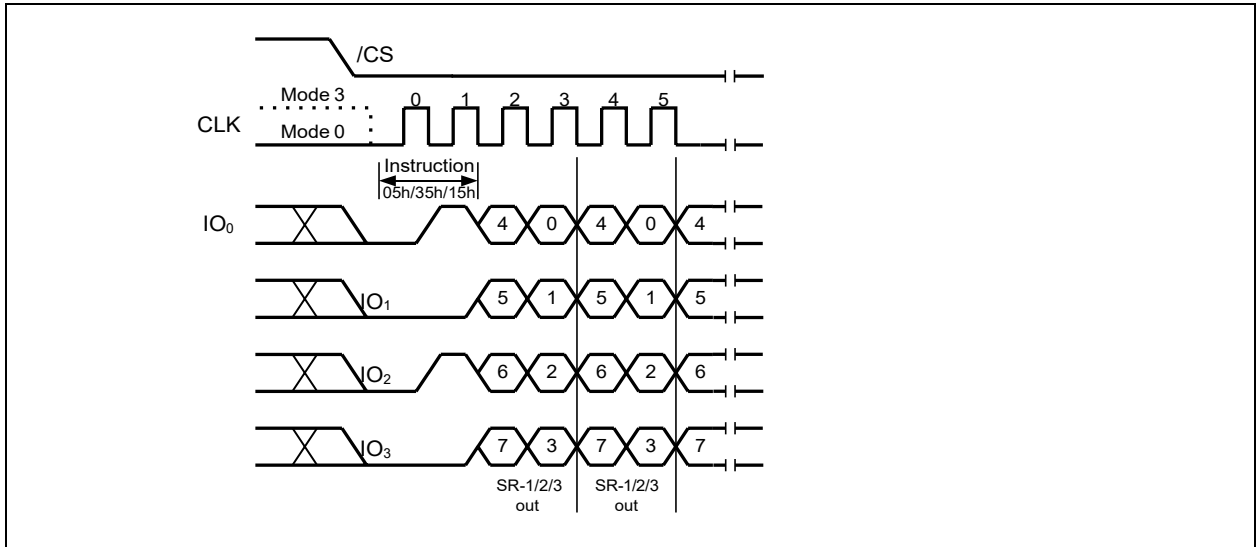 /CS
Mode 3
0 1 2 3 4 5
CLK
Mode 0
Instruction
05h/35h/15h
IO₀ 4 0 4 0 4
IO₁ 5 1 5 1 5
IO₂ 6 2 6 2 6
IO₃ 7 3 7 3 7
SR-1/2/3 SR-1/2/3
out out